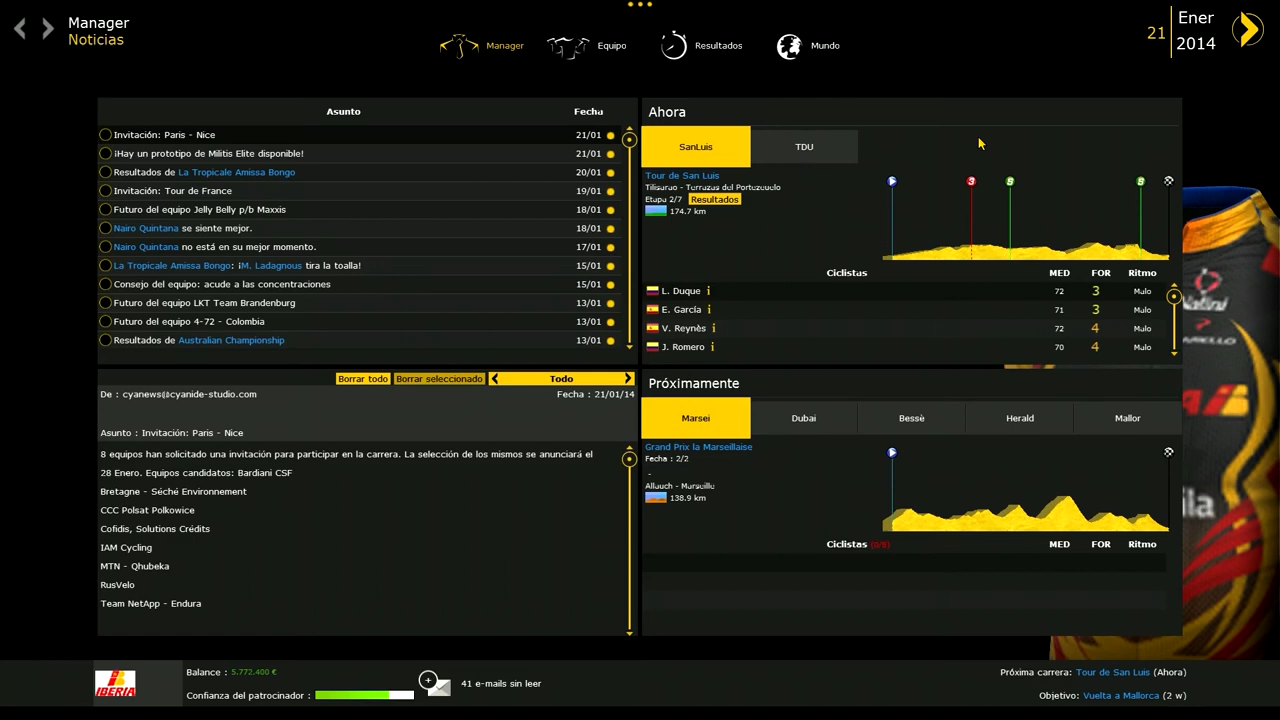 Manager
Noticias
Manager
Equipo
Resultados
Mundo
21
Ener
2014
Asunto
Fecha
Invitación: Paris - Nice 21/01
¡Hay un prototipo de Militis Elite disponible! 21/01
Resultados de La Tropicale Amissa Bongo 20/01
Invitación: Tour de France 19/01
Futuro del equipo Jelly Belly p/b Maxxis 18/01
Nairo Quintana se siente mejor. 18/01
Nairo Quintana no está en su mejor momento. 17/01
La Tropicale Amissa Bongo: ¡M. Ladagnous tira la toalla! 15/01
Consejo del equipo: acude a las concentraciones 15/01
Futuro del equipo LKT Team Brandenburg 13/01
Futuro del equipo 4-72 - Colombia 13/01
Resultados de Australian Championship 13/01
Ahora
SanLuis
TDU
Tour de San Luis
Tilisarao - Terrazas del Portezuelo
Etapa 2/7 Resultados
174.7 km
3 S S
Ciclistas MED FOR Ritmo
L. Duque i 72 3 Mulo
E. García i 71 3 Mulo
V. Reynès i 72 4 Mulo
J. Romero i 70 4 Mulo
Borrar todo Borrar seleccionado Todo
De : cyanews@cyanide-studio.com Fecha : 21/01/14
Asunto : Invitación: Paris - Nice
8 equipos han solicitado una invitación para participar en la carrera. La selección de los mismos se anunciará el
28 Enero. Equipos candidatos: Bardiani CSF
Bretagne - Séché Environnement
CCC Polsat Polkowice
Cofidis, Solutions Crédits
IAM Cycling
MTN - Qhubeka
RusVelo
Team NetApp - Endura
Próximamente
Marsei Dubai Bessè Herald Mallor
Grand Prix la Marseillaise
Fecha : 2/2
-
Allauch - Marseille
138.9 km
Ciclistas (0/8) MED FOR Ritmo
IBERIA
Balance : 5.772.400 €
Confianza del patrocinador :
41 e-mails sin leer
Próxima carrera: Tour de San Luis (Ahora)
Objetivo: Vuelta a Mallorca (2 w)